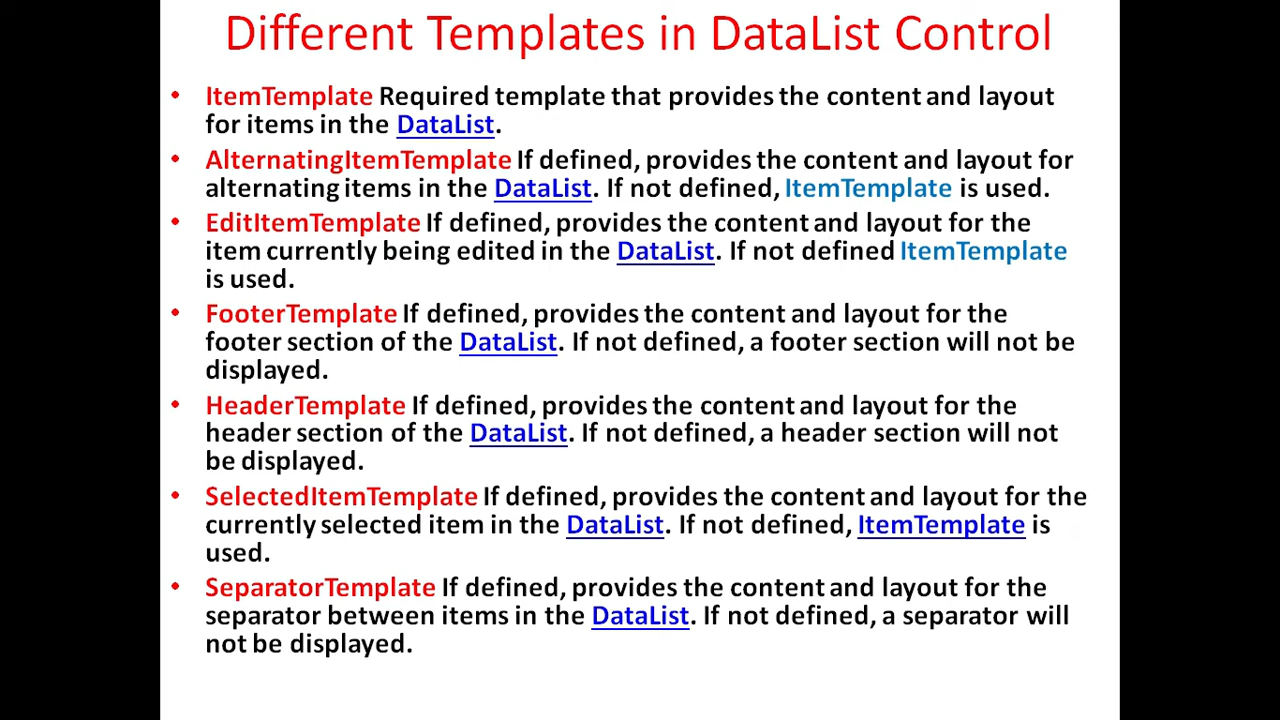 Different Templates in DataList Control
• ItemTemplate Required template that provides the content and layout
for items in the DataList.
• AlternatingItemTemplate If defined, provides the content and layout for
alternating items in the DataList. If not defined, ItemTemplate is used.
• EditItemTemplate If defined, provides the content and layout for the
item currently being edited in the DataList. If not defined ItemTemplate
is used.
• FooterTemplate If defined, provides the content and layout for the
footer section of the DataList. If not defined, a footer section will not be
displayed.
• HeaderTemplate If defined, provides the content and layout for the
header section of the DataList. If not defined, a header section will not
be displayed.
• SelectedItemTemplate If defined, provides the content and layout for the
currently selected item in the DataList. If not defined, ItemTemplate is
used.
• SeparatorTemplate If defined, provides the content and layout for the
separator between items in the DataList. If not defined, a separator will
not be displayed.